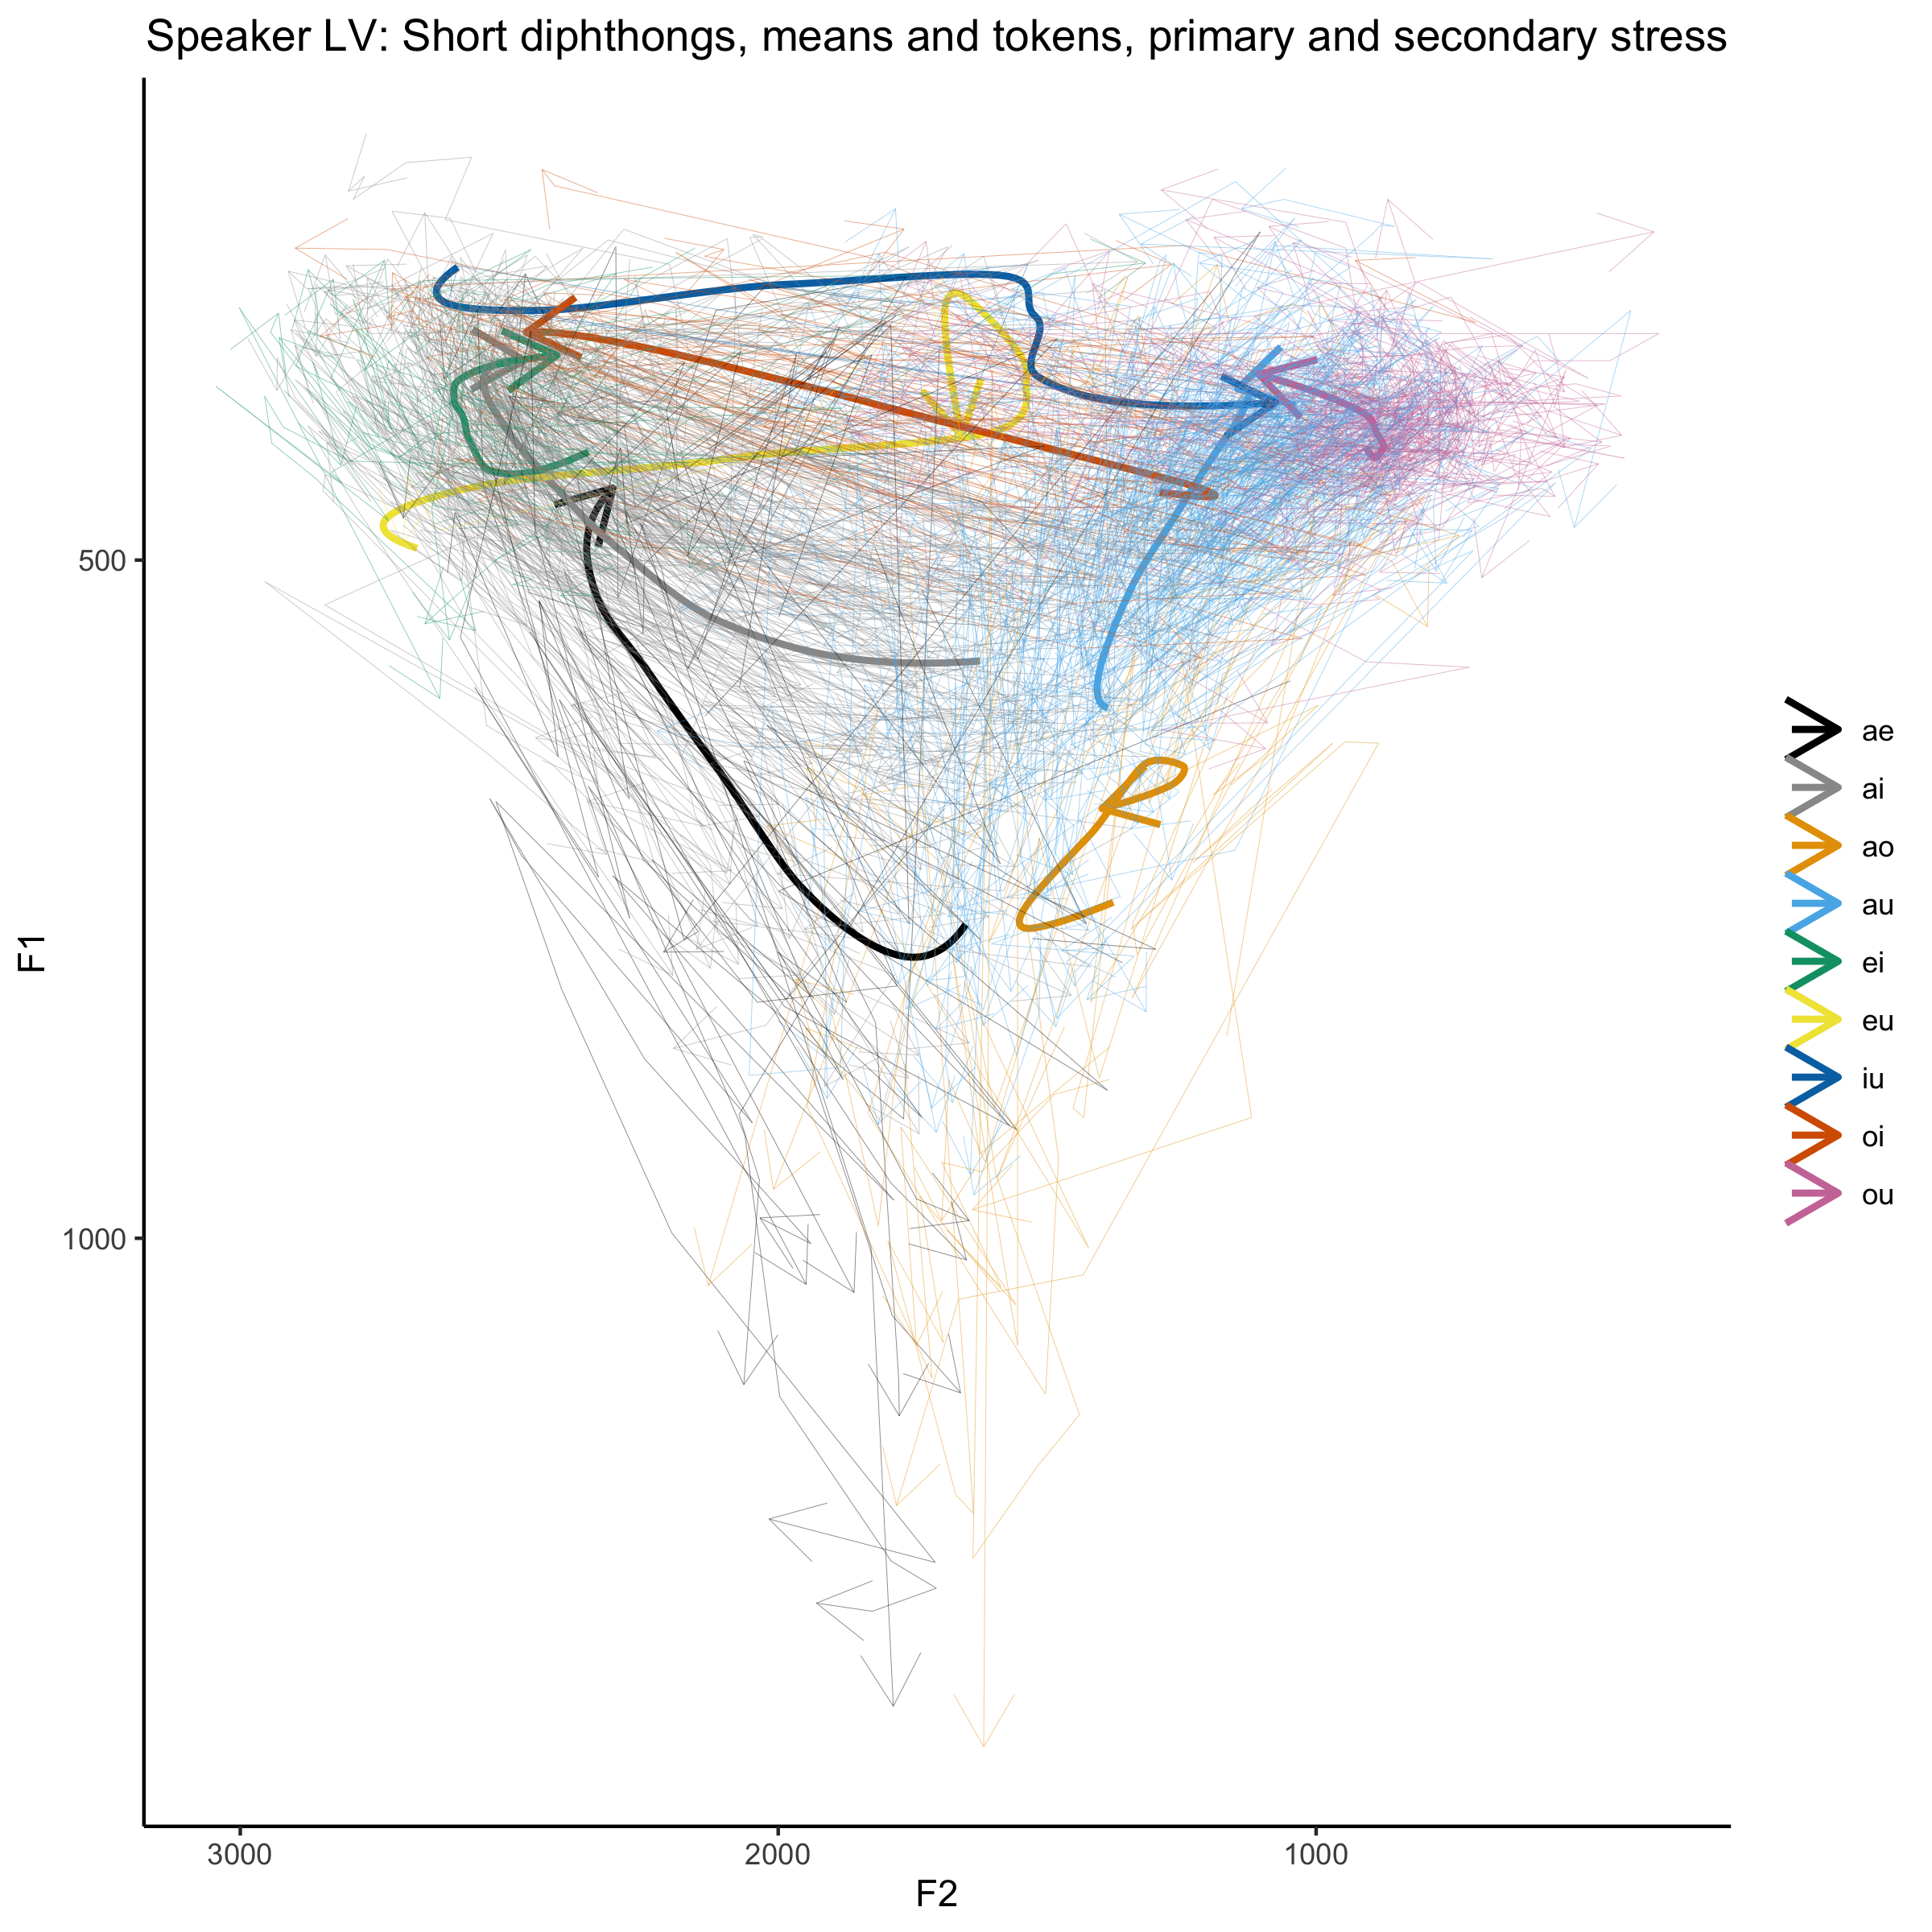 Speaker LV: Short diphthongs, means and tokens, primary and secondary stress
F1
500
1000
3000
2000
1000
F2
ae
ai
ao
au
ei
eu
iu
oi
ou